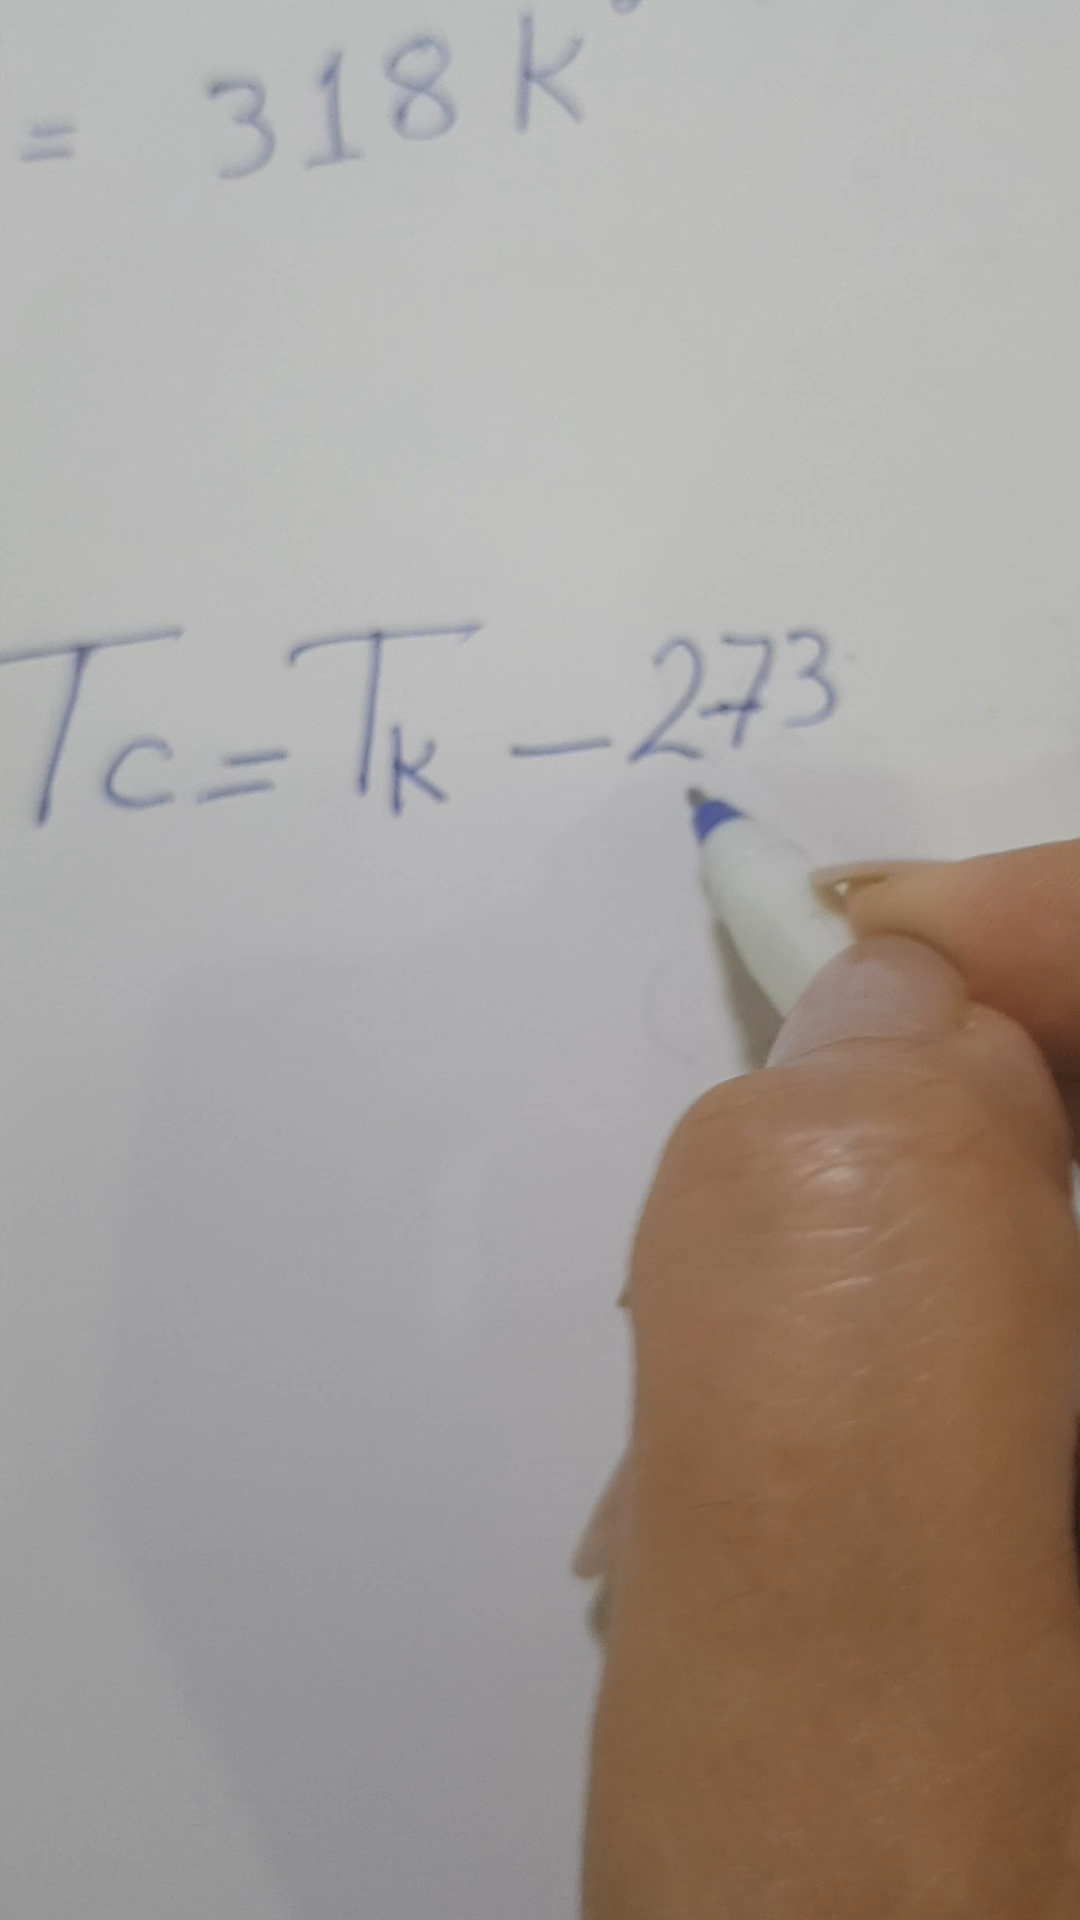 = 318 K°
Tc = TK - 273